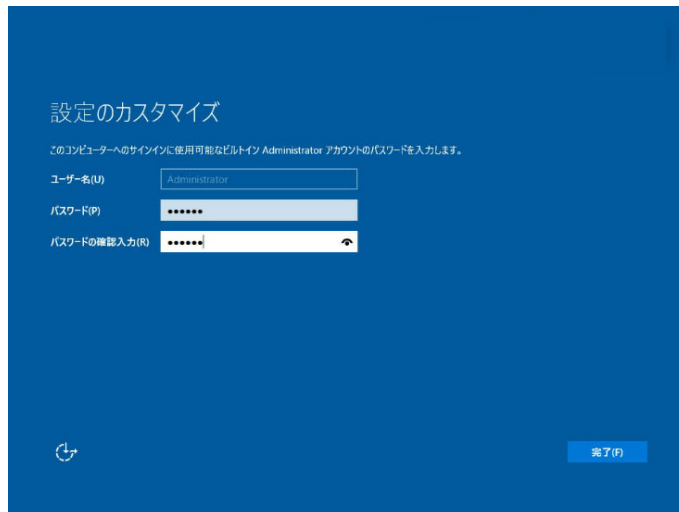 設定のカスタマイズ
このコンピューターへのサインインに使用可能なビルトイン Administrator アカウントのパスワードを入力します。
ユーザー名(U) Administrator
パスワード(P) ••••••
パスワードの確認入力(R) ••••••
完了(F)